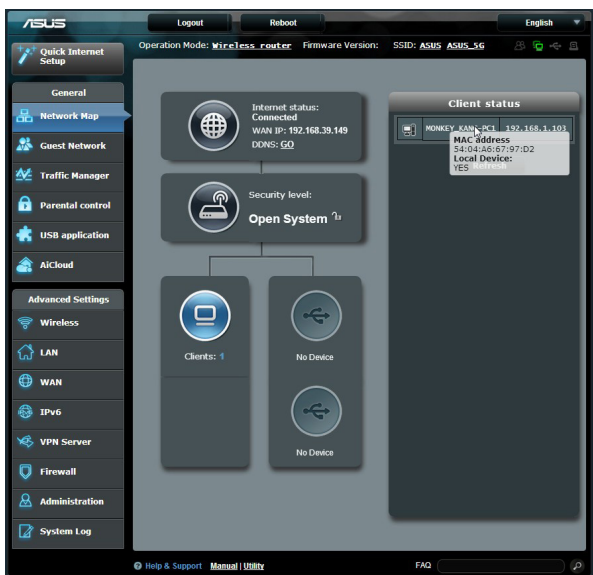 ASUS
Logout
Reboot
English
Quick Internet
Setup
Operation Mode: Wireless router Firmware Version: SSID: ASUS ASUS_5G
General
Network Map
Guest Network
Traffic Manager
Parental control
USB application
AiCloud
Advanced Settings
Wireless
LAN
WAN
IPv6
VPN Server
Firewall
Administration
System Log
Internet status:
Connected
WAN IP: 192.168.39.149
DDNS: GO
Security level:
Open System
Clients: 1
No Device
No Device
Client status
192.168.1.103
MAC address
54:04:A6:67:97:D2
Local Device:
YES
Refresh
Help & Support Manual | Utility
FAQ